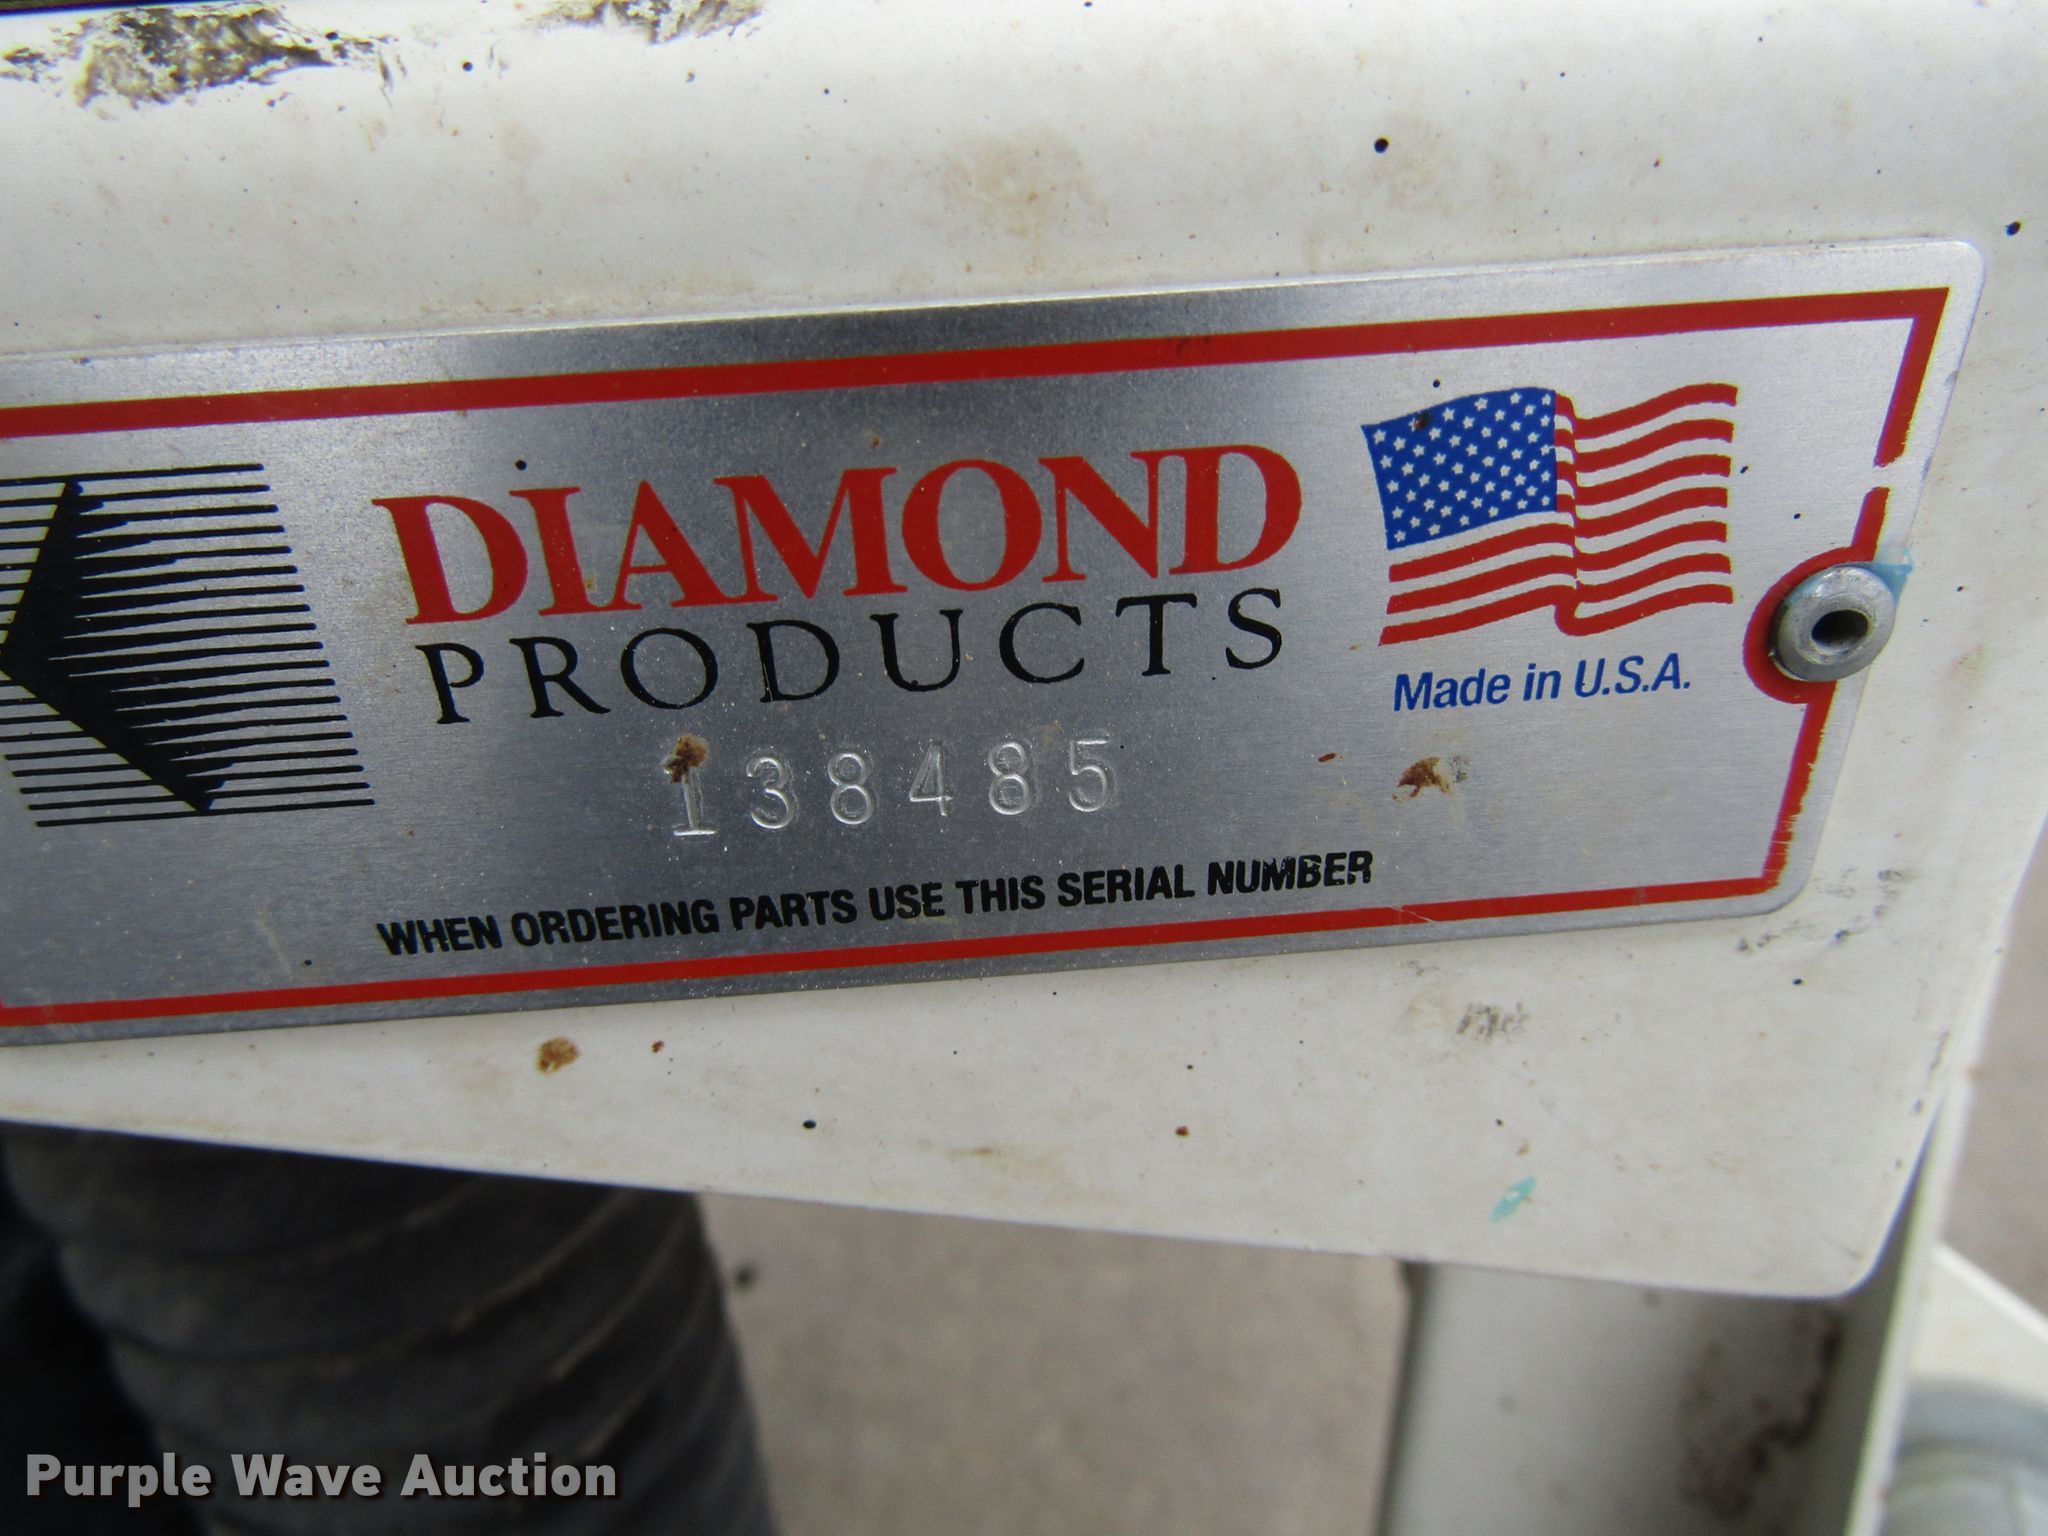 DIAMOND
PRODUCTS
Made in U.S.A.
138485
WHEN ORDERING PARTS USE THIS SERIAL NUMBER
Purple Wave Auction